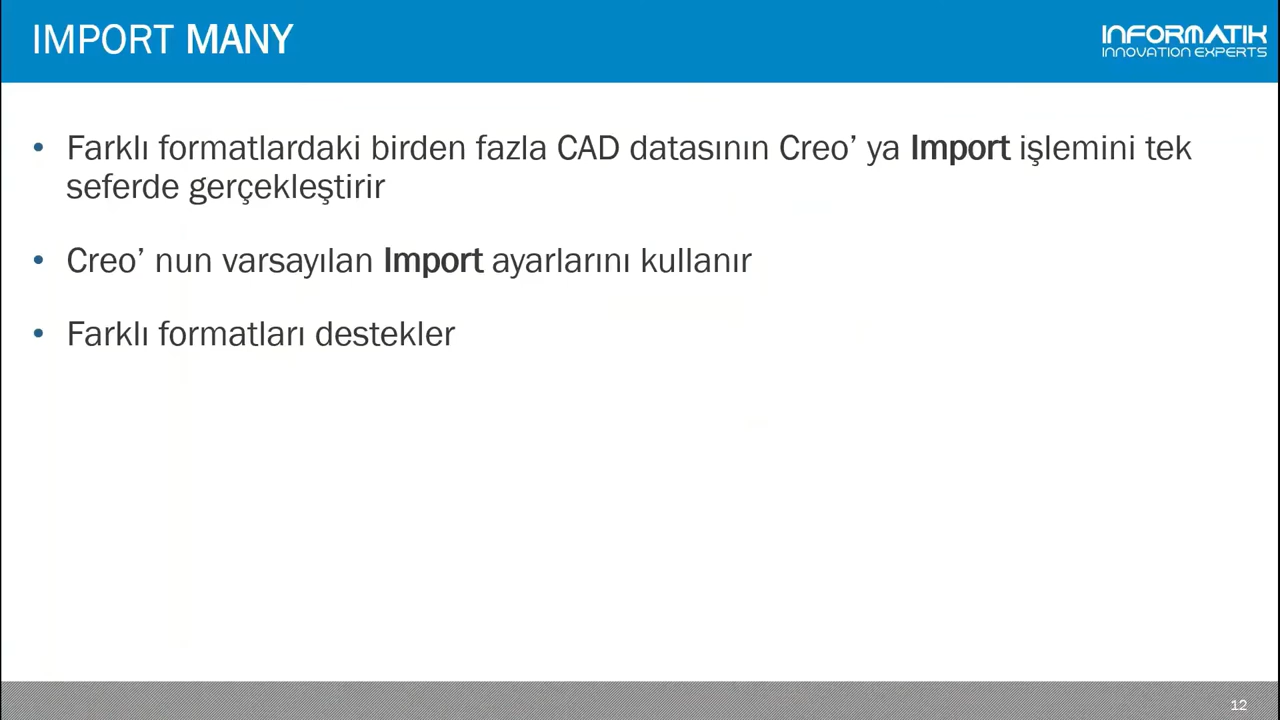 IMPORT MANY
INFORMATIK
INNOVATION EXPERTS
• Farklı formatlardaki birden fazla CAD datasının Creo’ ya Import işlemini tek
seferde gerçekleştirir
• Creo’ nun varsayılan Import ayarlarını kullanır
• Farklı formatları destekler
12